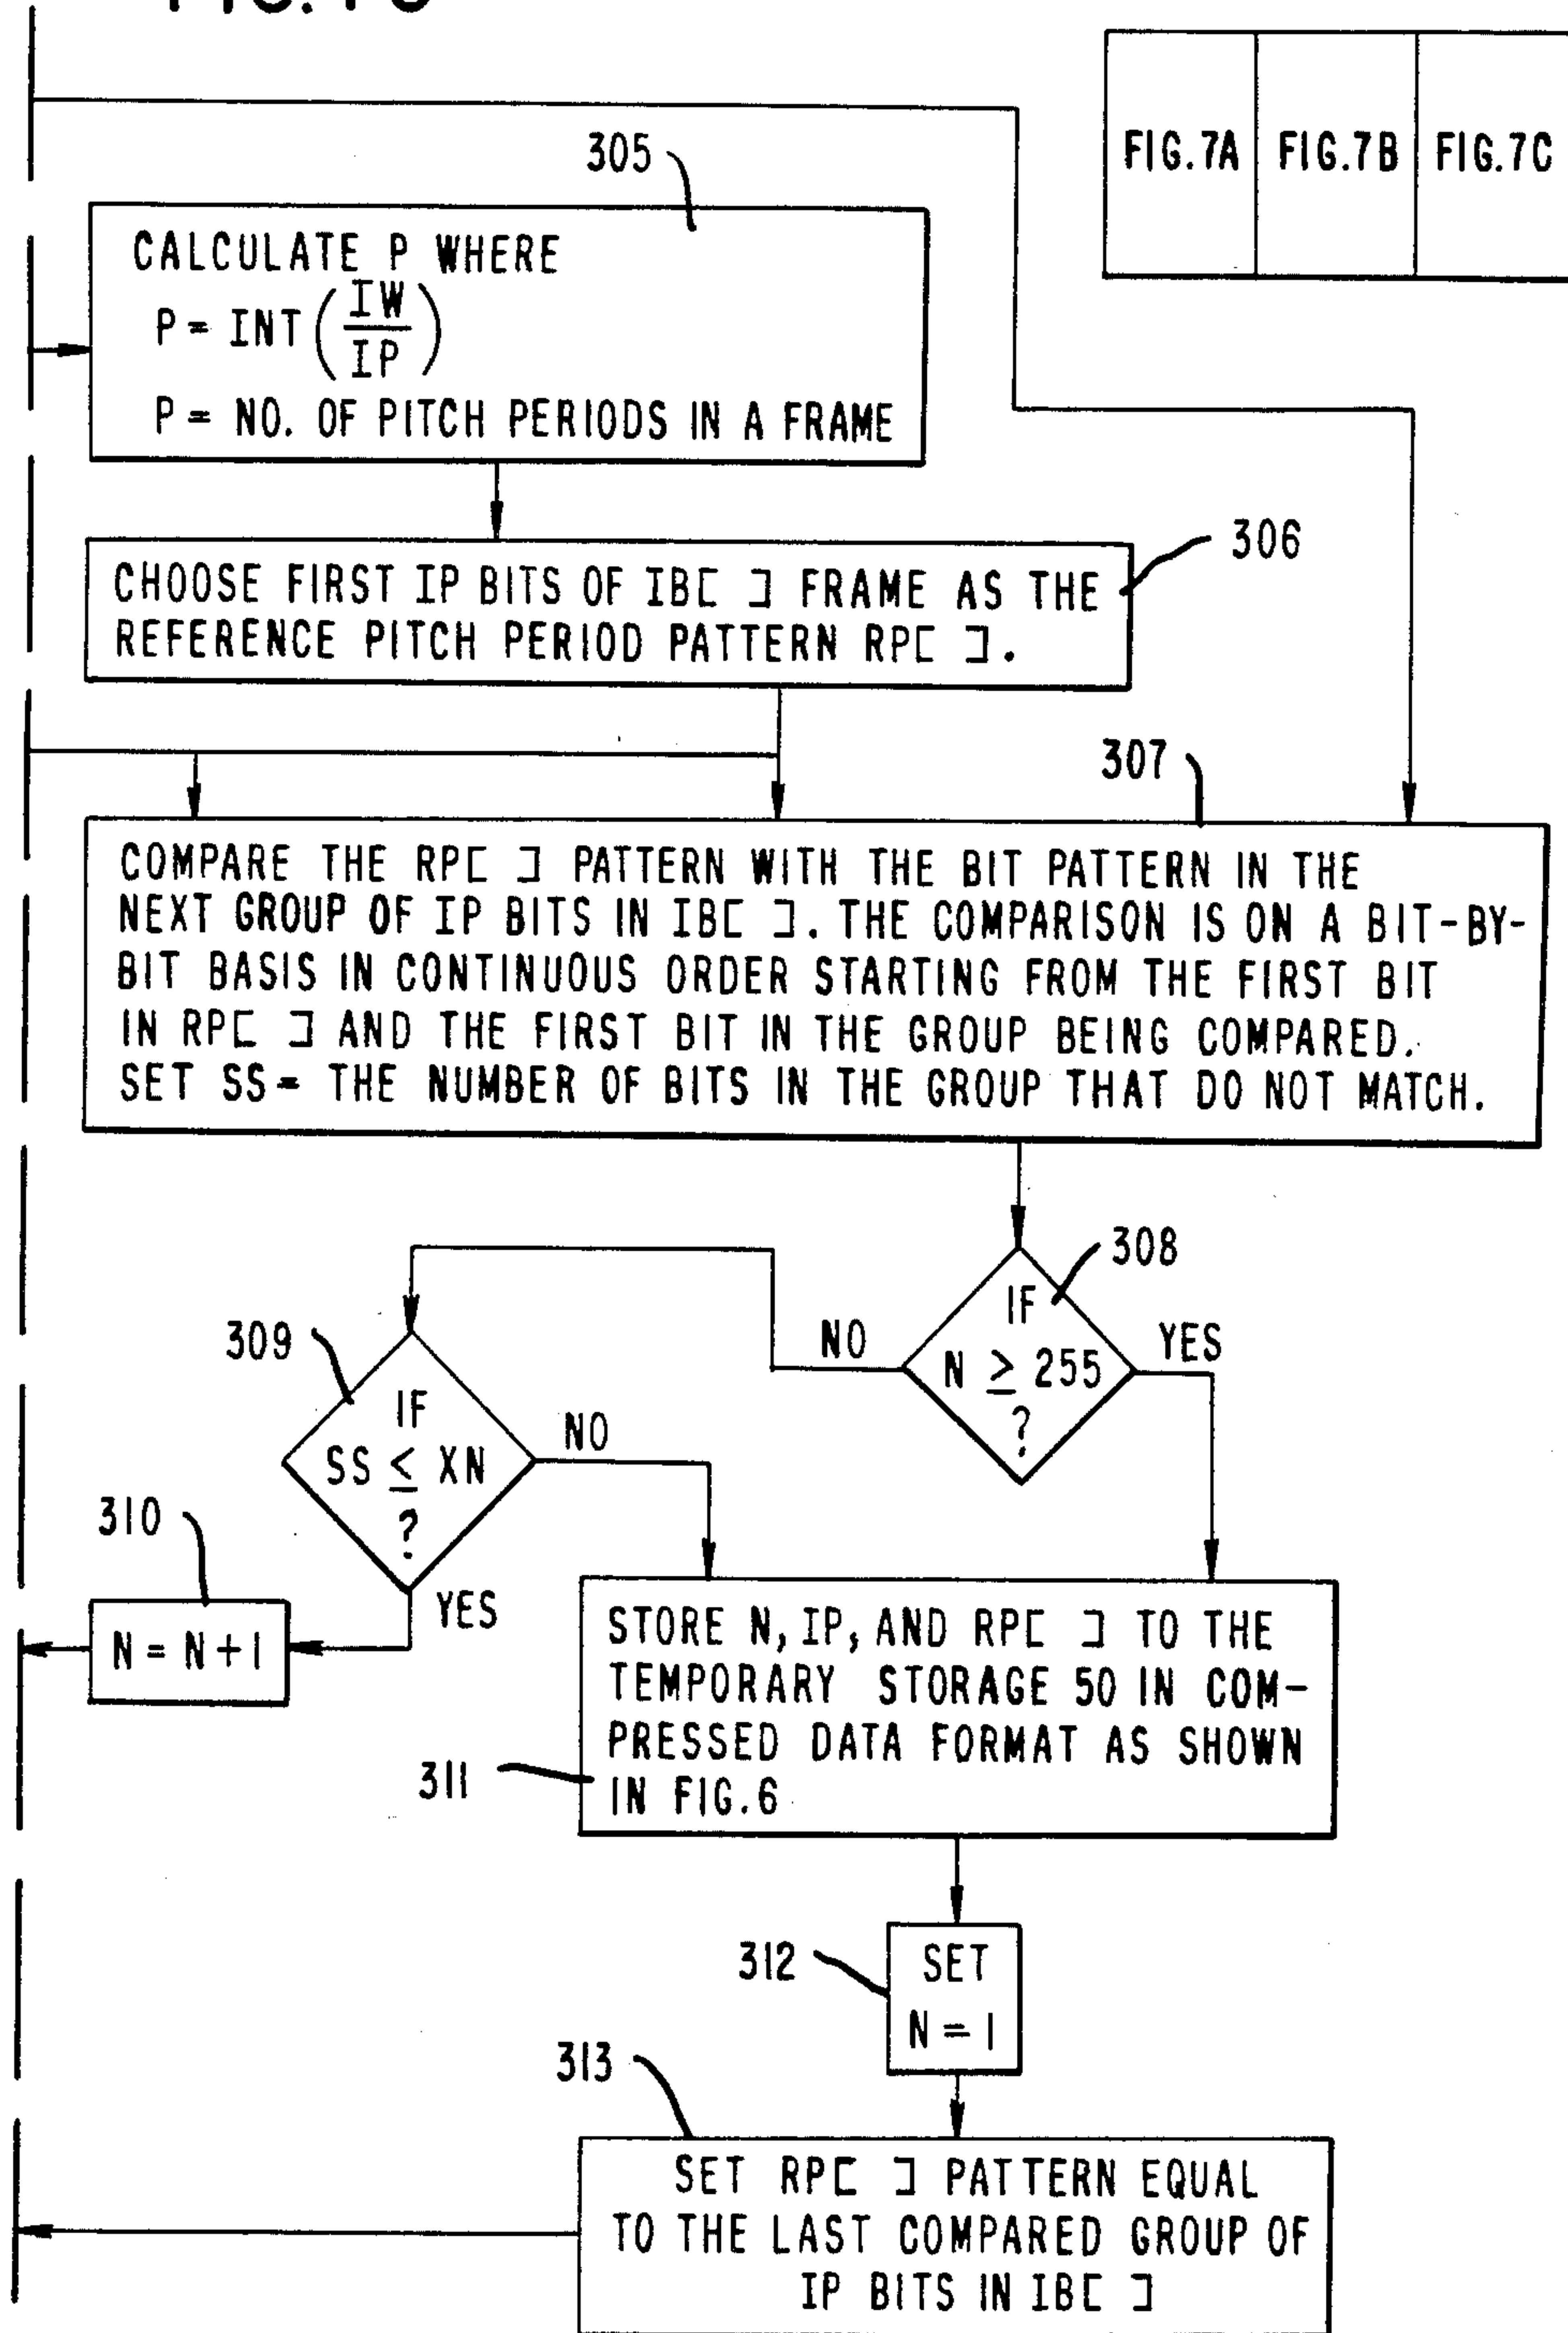 FIG. 7A FIG. 7B FIG. 7C
305
CALCULATE P WHERE
P = INT (IW/IP)
P = NO. OF PITCH PERIODS IN A FRAME
306
CHOOSE FIRST IP BITS OF IB[ ] FRAME AS THE
REFERENCE PITCH PERIOD PATTERN RP[ ].
307
COMPARE THE RP[ ] PATTERN WITH THE BIT PATTERN IN THE
NEXT GROUP OF IP BITS IN IB[ ]. THE COMPARISON IS ON A BIT-BY-
BIT BASIS IN CONTINUOUS ORDER STARTING FROM THE FIRST BIT
IN RP[ ] AND THE FIRST BIT IN THE GROUP BEING COMPARED.
SET SS = THE NUMBER OF BITS IN THE GROUP THAT DO NOT MATCH.
308
IF
N ≥ 255
?
NO
YES
309
IF
SS ≤ XN
?
NO
YES
310
N = N+1
311
STORE N, IP, AND RP[ ] TO THE
TEMPORARY STORAGE 50 IN COM-
PRESSED DATA FORMAT AS SHOWN
IN FIG. 6
312
SET
N = 1
313
SET RP[ ] PATTERN EQUAL
TO THE LAST COMPARED GROUP OF
IP BITS IN IB[ ]